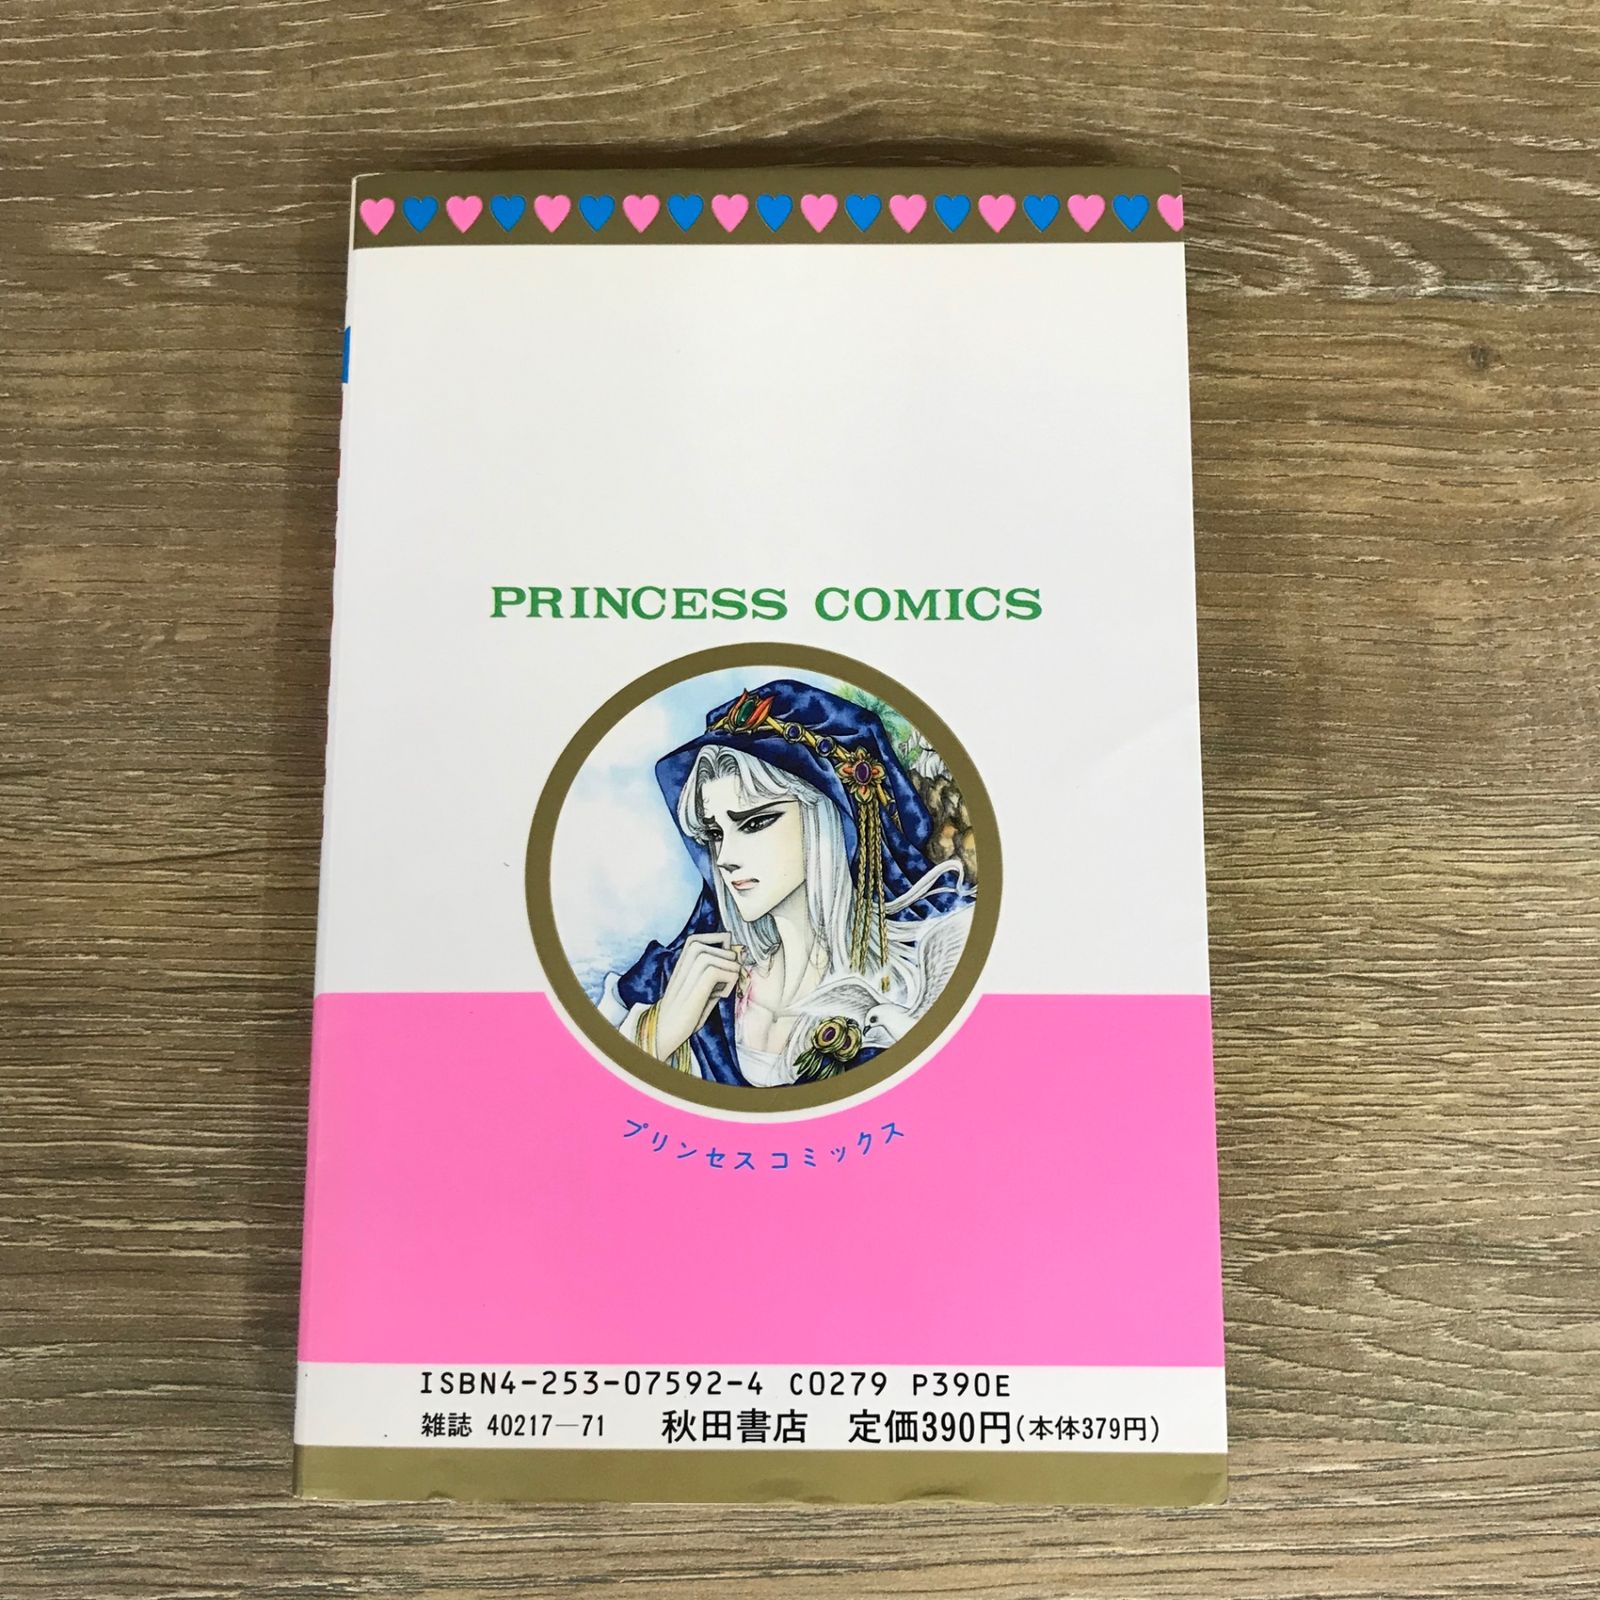 PRINCESS COMICS
プリンセスコミックス
ISBN4-253-07592-4 C0279 P390E
雑誌 40217-71 秋田書店 定価390円(本体379円)